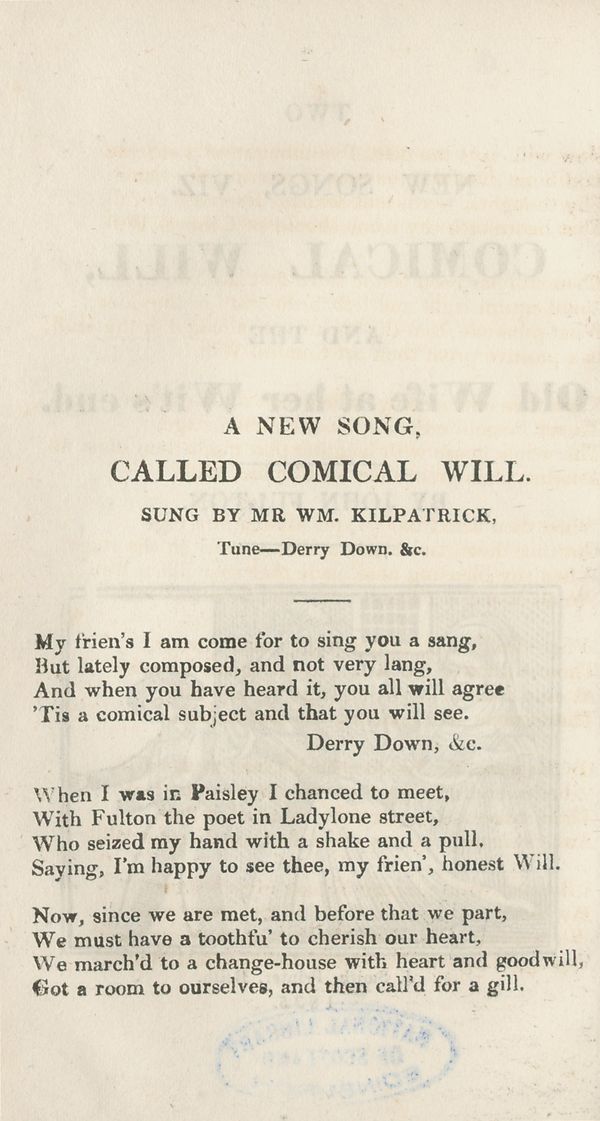 A NEW SONG,
CALLED COMICAL WILL.
SUNG BY MR WM. KILPATRICK,
Tune—Derry Down. &c.
My frien's I am come for to sing you a sang,
But lately composed, and not very lang,
And when you have heard it, you all will agree
'Tis a comical subject and that you will see.
Derry Down, &c.
When I was in Paisley I chanced to meet,
With Fulton the poet in Ladylone street,
Who seized my hand with a shake and a pull,
Saying, I'm happy to see thee, my frien', honest Will.
Now, since we are met, and before that we part,
We must have a toothfu' to cherish our heart,
We march'd to a change-house with heart and goodwill,
Got a room to ourselves, and then call'd for a gill.